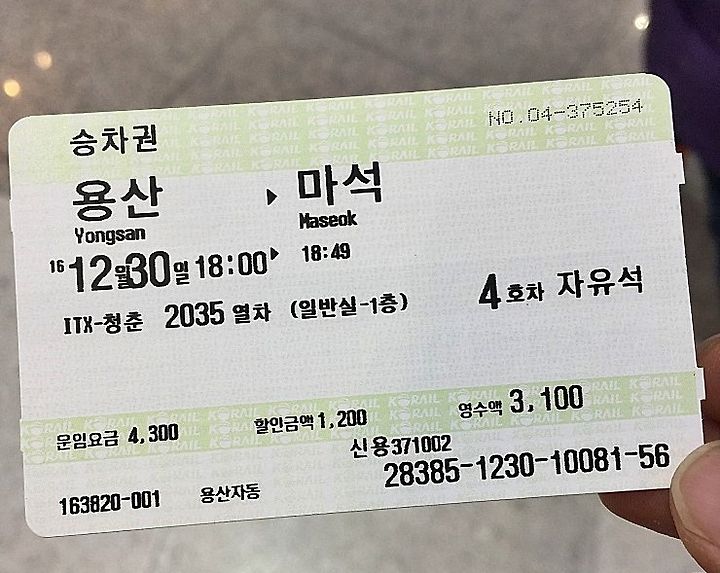 NO.04-375254
승차권
용산 ▸ 마석
Yongsan Maseok
16 12월30일 18:00 ▸ 18:49
ITX-청춘 2035 열차 (일반실-1층) 4호차 자유석
운임요금 4,300 할인금액 1,200 영수액 3,100
신용371002
28385-1230-10081-56
163820-001 용산자동